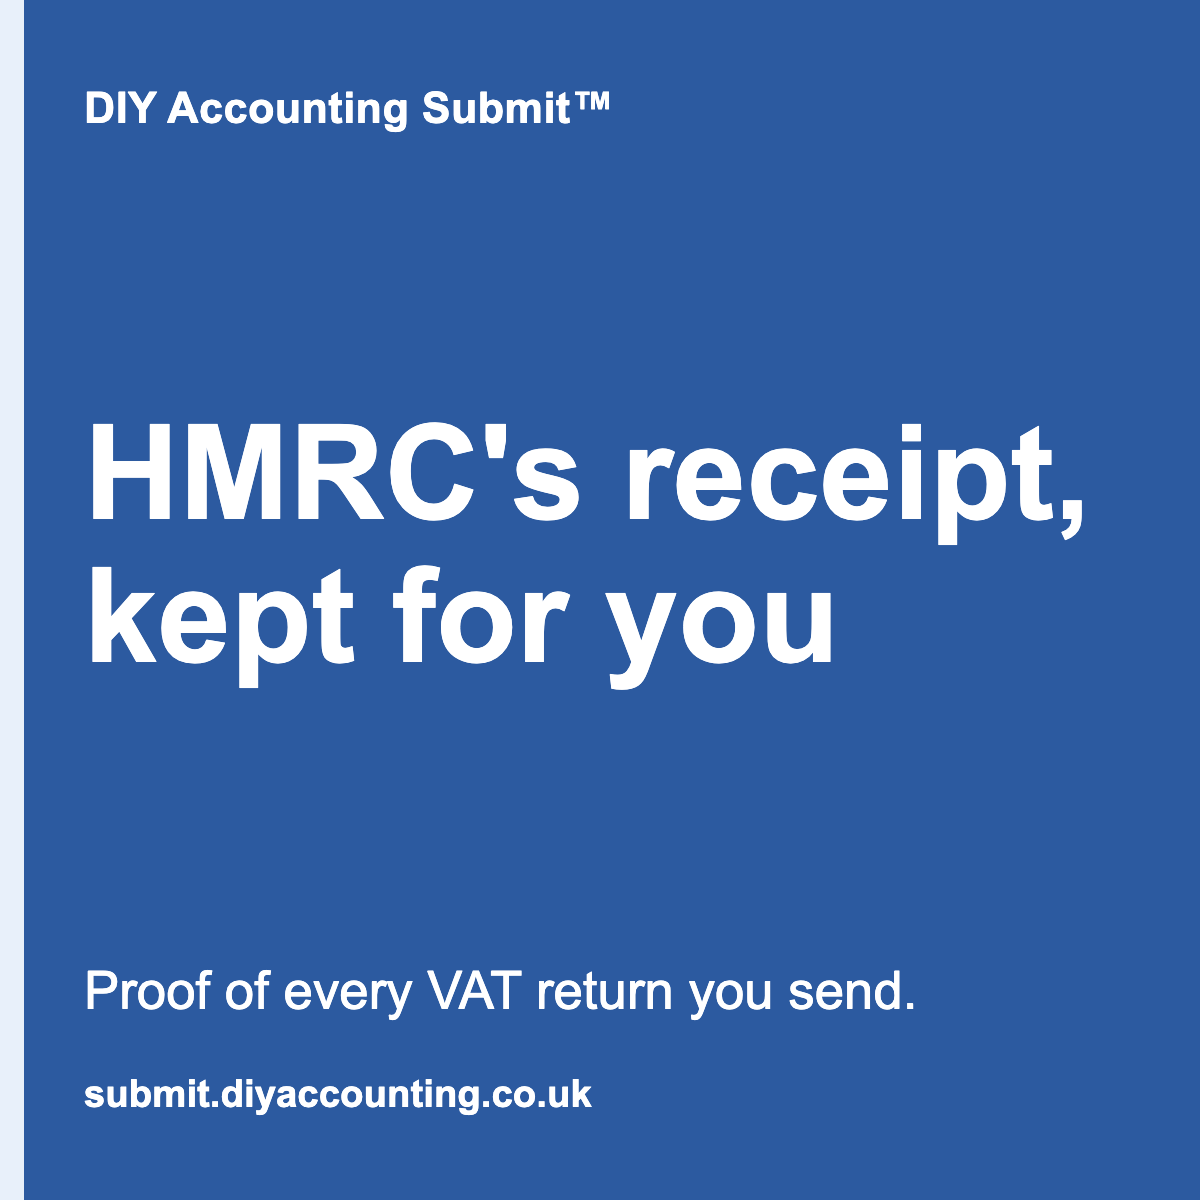 DIY Accounting Submit™
HMRC's receipt,
kept for you
Proof of every VAT return you send.
submit.diyaccounting.co.uk